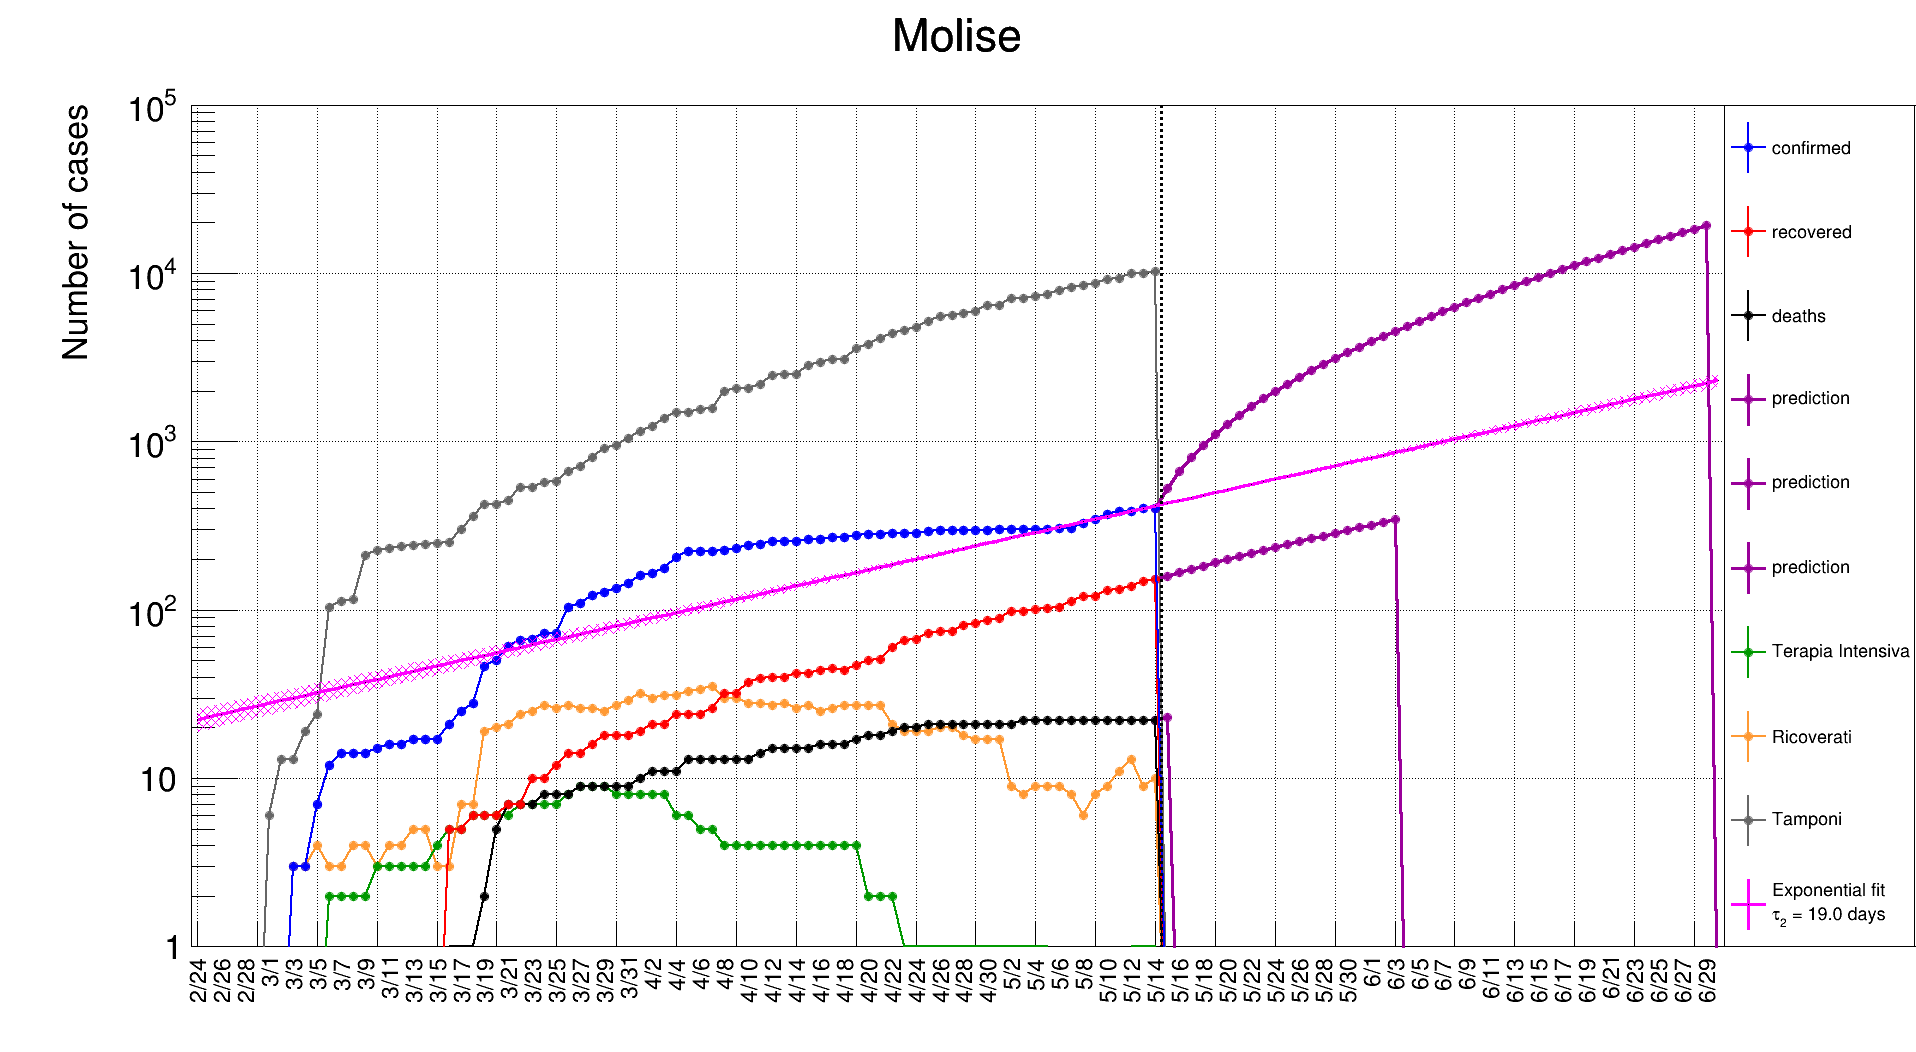 Molise
Number of cases
10^5
10^4
10^3
10^2
10
1
2/24 2/26 2/28 3/1 3/3 3/5 3/7 3/9 3/11 3/13 3/15 3/17 3/19 3/21 3/23 3/25 3/27 3/29 3/31 4/2 4/4 4/6 4/8 4/10 4/12 4/14 4/16 4/18 4/20 4/22 4/24 4/26 4/28 4/30 5/2 5/4 5/6 5/8 5/10 5/12 5/14 5/16 5/18 5/20 5/22 5/24 5/26 5/28 5/30 6/1 6/3 6/5 6/7 6/9 6/11 6/13 6/15 6/17 6/19 6/21 6/23 6/25 6/27 6/29
confirmed
recovered
deaths
prediction
prediction
prediction
Terapia Intensiva
Ricoverati
Tamponi
Exponential fit
τ₂ = 19.0 days